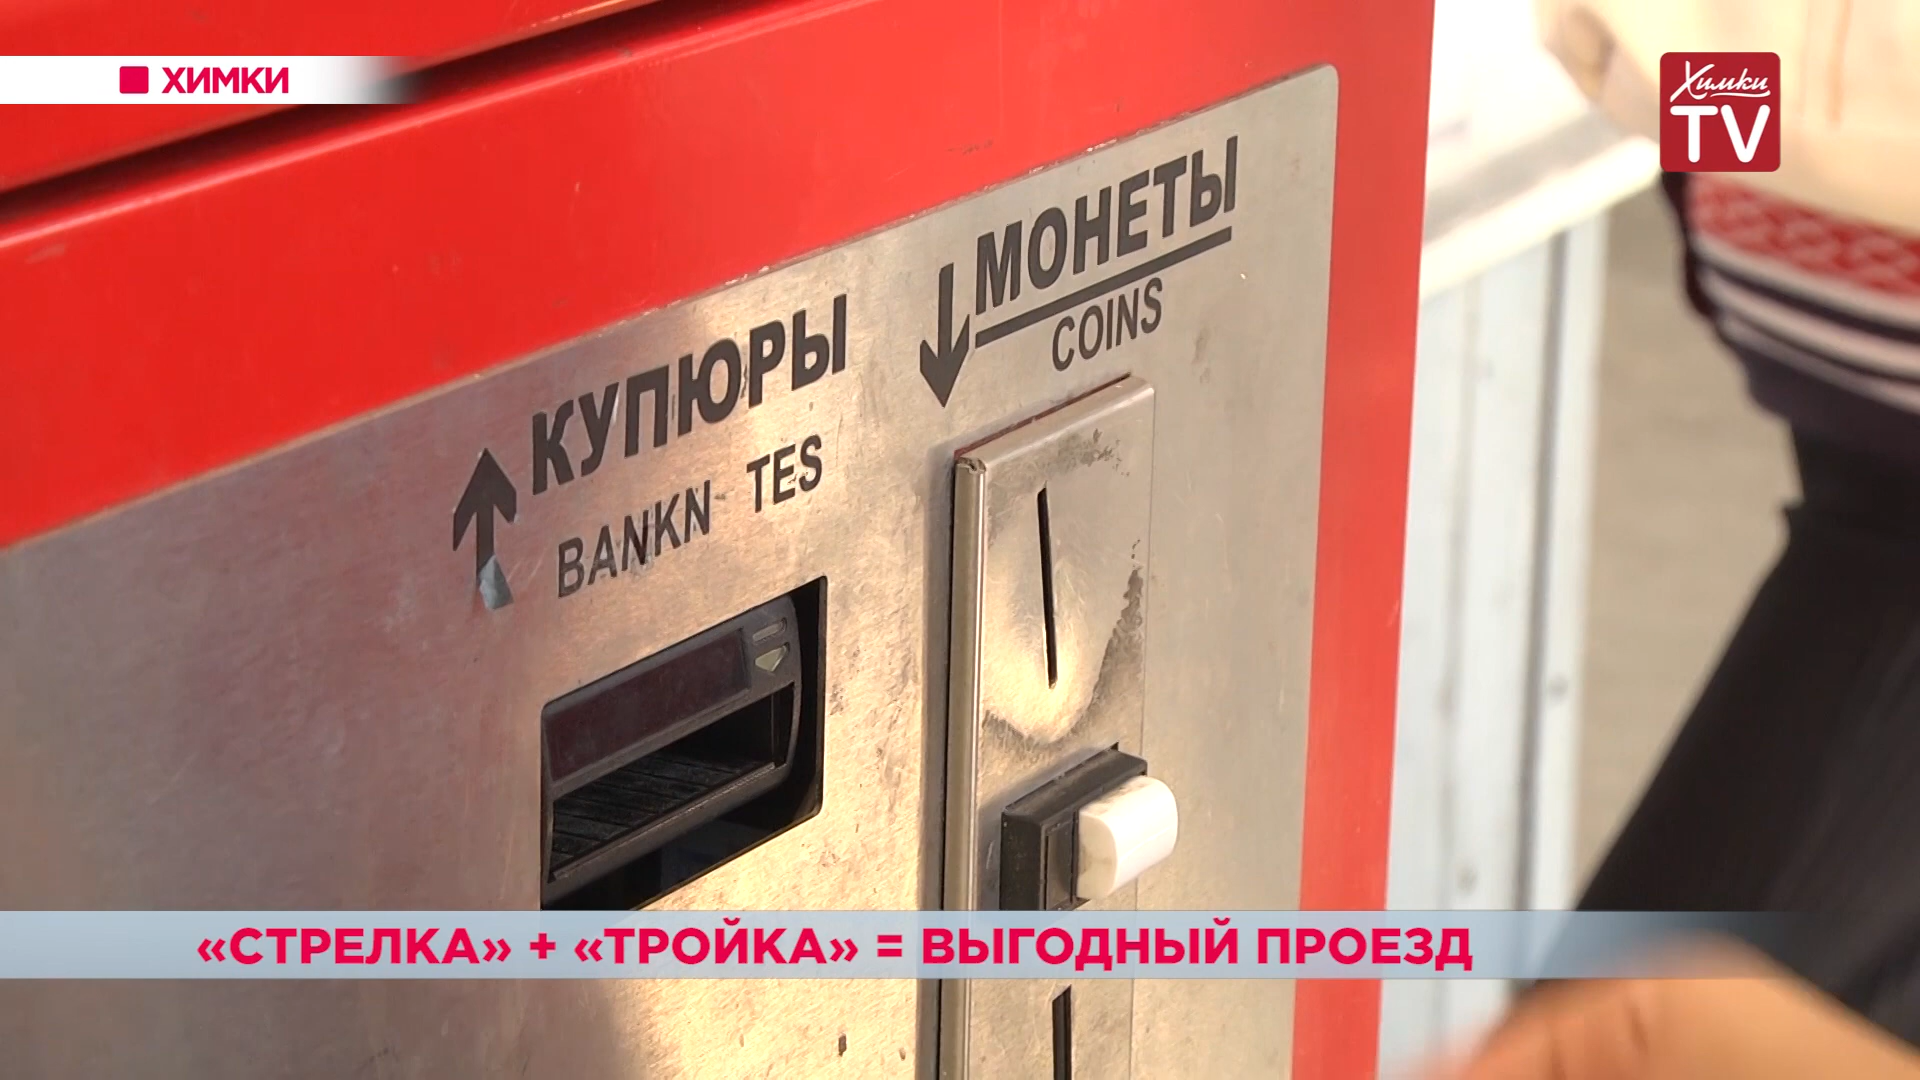 ХИМКИ
Химки
TV
МОНЕТЫ
COINS
КУПЮРЫ
BANKN TES
«СТРЕЛКА» + «ТРОЙКА» = ВЫГОДНЫЙ ПРОЕЗД